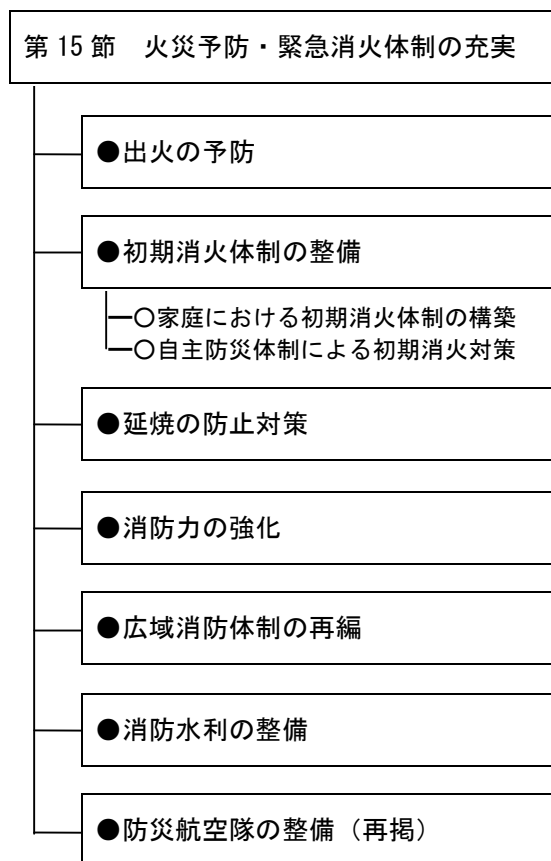 第15節　火災予防・緊急消火体制の充実
●出火の予防
●初期消火体制の整備
○家庭における初期消火体制の構築
○自主防災体制による初期消火対策
●延焼の防止対策
●消防力の強化
●広域消防体制の再編
●消防水利の整備
●防災航空隊の整備（再掲）